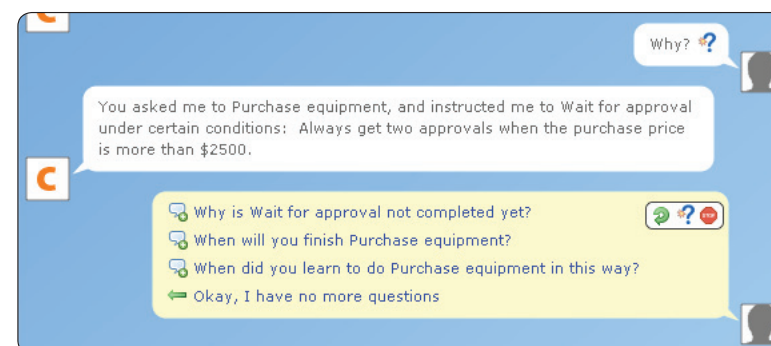 C
Why? ?
You asked me to Purchase equipment, and instructed me to Wait for approval
under certain conditions: Always get two approvals when the purchase price
is more than $2500.
C
Why is Wait for approval not completed yet?
? STOP
When will you finish Purchase equipment?
When did you learn to do Purchase equipment in this way?
Okay, I have no more questions